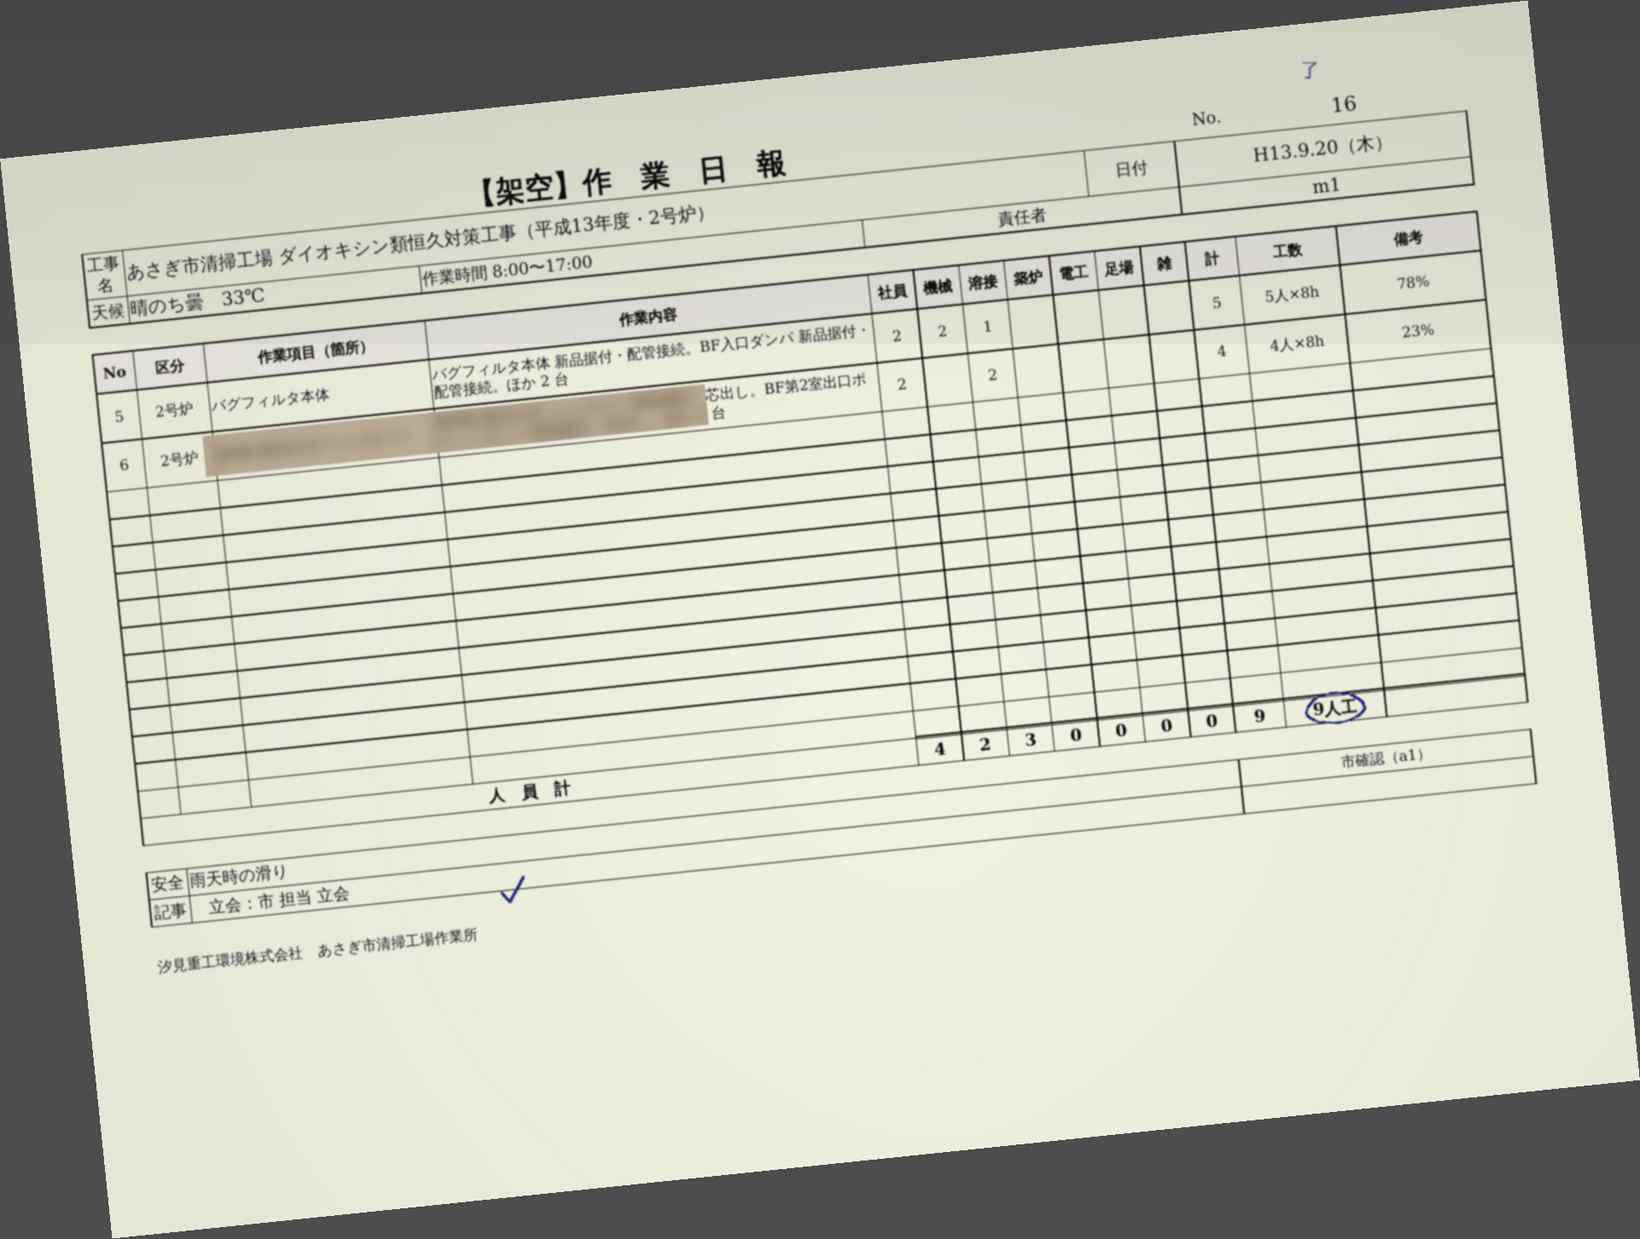 了
No. 16
【架空】作 業 日 報
工事名 あさぎ市清掃工場 ダイオキシン類恒久対策工事（平成13年度・2号炉） 日付 H13.9.20（木）
天候 晴のち曇 33℃ 作業時間 8:00〜17:00 責任者 m1
No 区分 作業項目（箇所） 作業内容 社員 機械 溶接 築炉 電工 足場 雑 計 工数 備考
5 2号炉 バグフィルタ本体 バグフィルタ本体 新品据付・配管接続。BF入口ダンパ 新品据付・ 2 2 1 5 5人×8h 78%
配管接続。ほか 2 台
6 2号炉 芯出し。BF第2室出口ポ 2 2 4 4人×8h 23%
台
人 員 計 4 2 3 0 0 0 0 9 9人工
安全 雨天時の滑り 市確認（a1）
記事 立会：市 担当 立会 ✓
汐見重工環境株式会社 あさぎ市清掃工場作業所